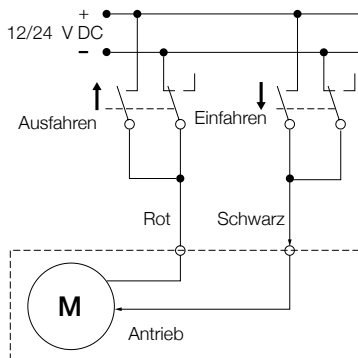 +
12/24 V DC
−
Ausfahren
Einfahren
Rot
Schwarz
M
Antrieb